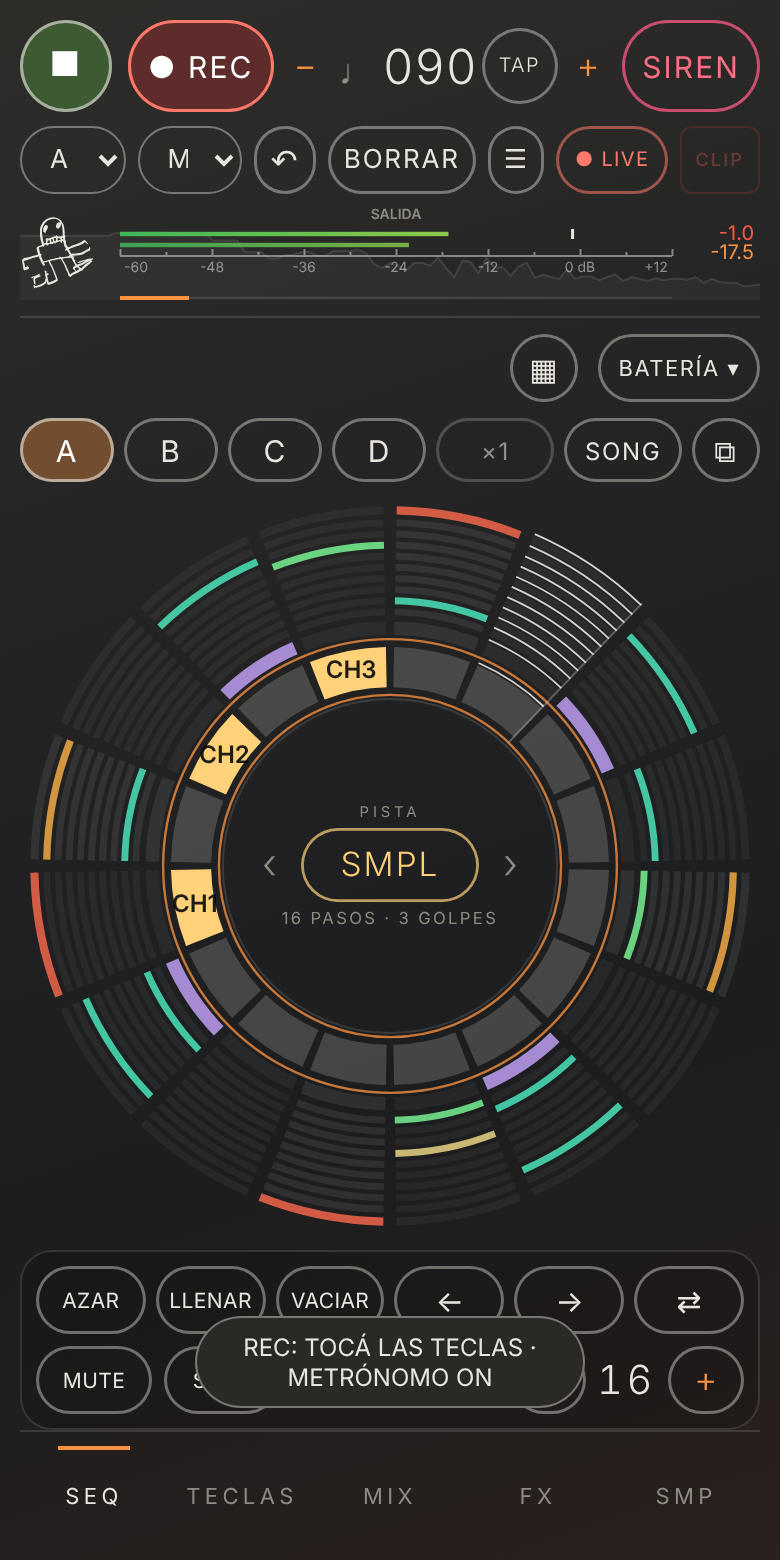 REC
−
090
TAP
+
SIREN
A
M
BORRAR
LIVE
CLIP
SALIDA
-1.0
-17.5
-60 -48 -36 -24 -12 0 dB +12
BATERÍA ▾
A B C D ×1 SONG
CH3
CH2
CH1
PISTA
‹ SMPL ›
16 PASOS · 3 GOLPES
AZAR LLENAR VACIAR ← → ⇄
REC: TOCÁ LAS TECLAS ·
METRÓNOMO ON
MUTE
16 +
SEQ TECLAS MIX FX SMP